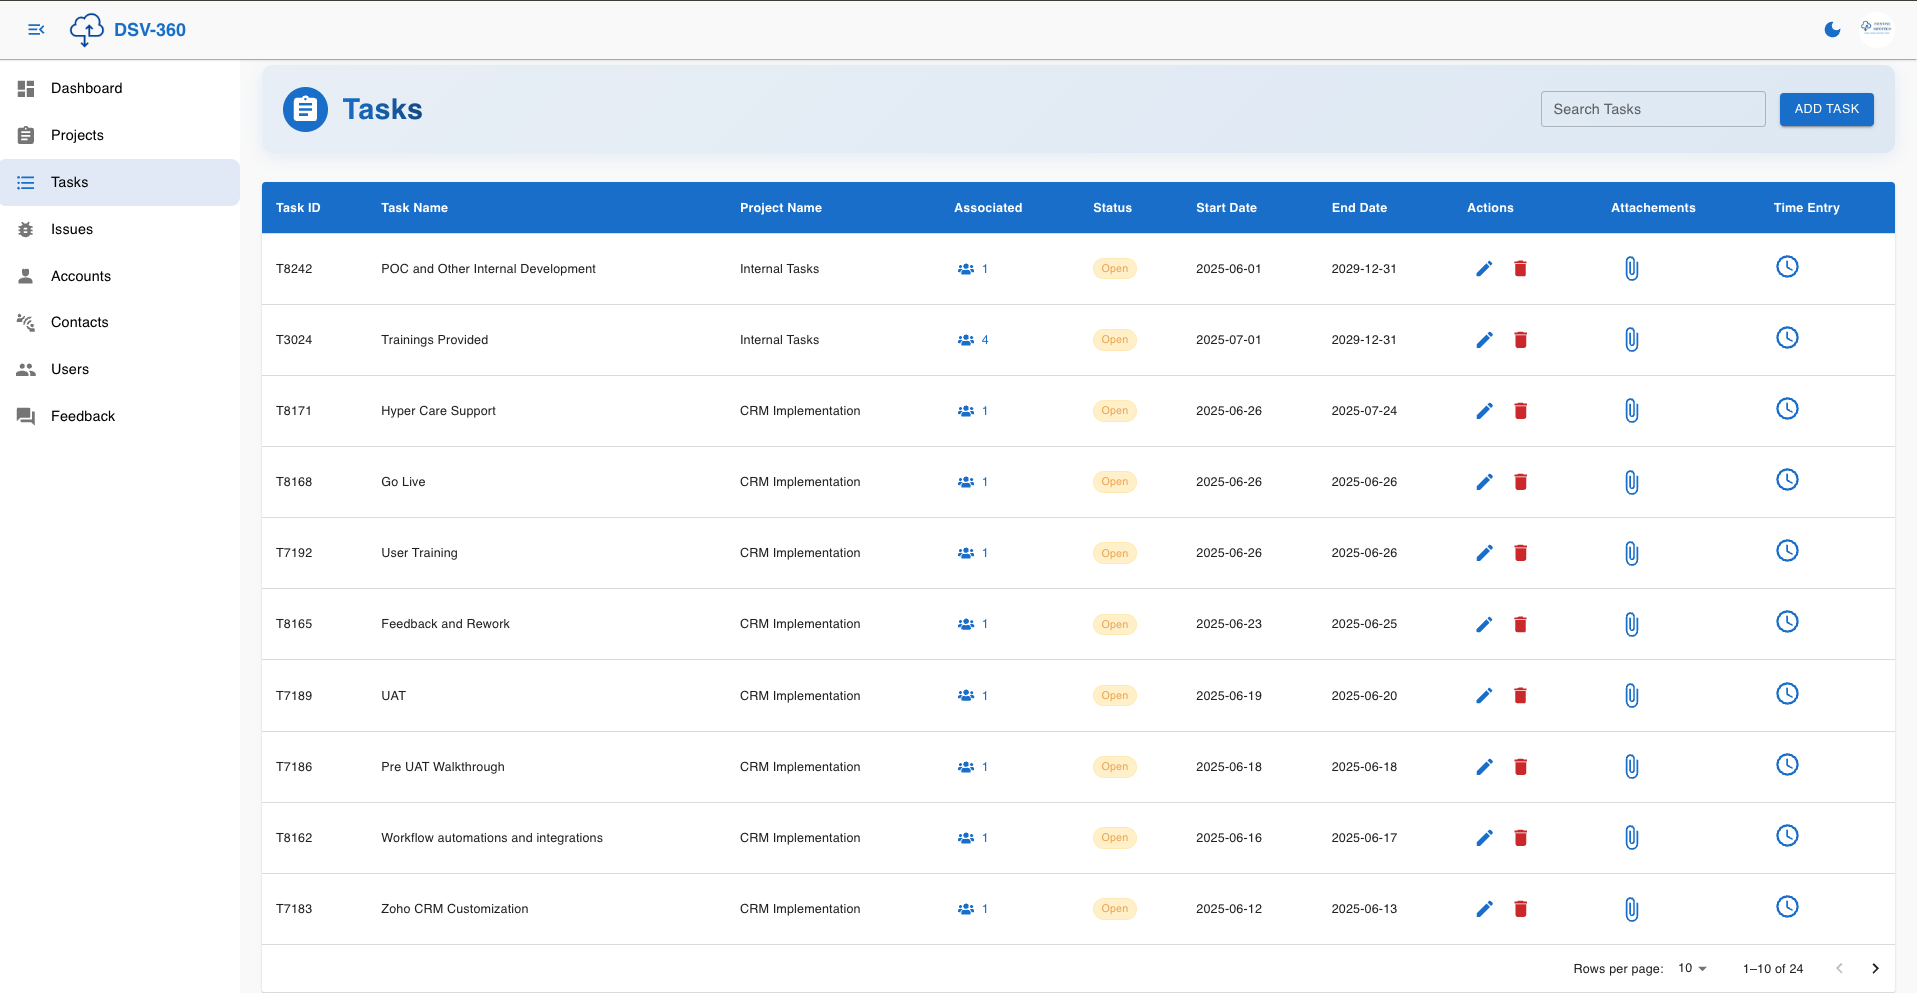 DSV-360
Dashboard
Projects
Tasks
Issues
Accounts
Contacts
Users
Feedback
Tasks
Search Tasks
ADD TASK
Task ID Task Name Project Name Associated Status Start Date End Date Actions Attachements Time Entry
T8242 POC and Other Internal Development Internal Tasks 1 Open 2025-06-01 2029-12-31
T3024 Trainings Provided Internal Tasks 4 Open 2025-07-01 2029-12-31
T8171 Hyper Care Support CRM Implementation 1 Open 2025-06-26 2025-07-24
T8168 Go Live CRM Implementation 1 Open 2025-06-26 2025-06-26
T7192 User Training CRM Implementation 1 Open 2025-06-26 2025-06-26
T8165 Feedback and Rework CRM Implementation 1 Open 2025-06-23 2025-06-25
T7189 UAT CRM Implementation 1 Open 2025-06-19 2025-06-20
T7186 Pre UAT Walkthrough CRM Implementation 1 Open 2025-06-18 2025-06-18
T8162 Workflow automations and integrations CRM Implementation 1 Open 2025-06-16 2025-06-17
T7183 Zoho CRM Customization CRM Implementation 1 Open 2025-06-12 2025-06-13
Rows per page: 10 1–10 of 24